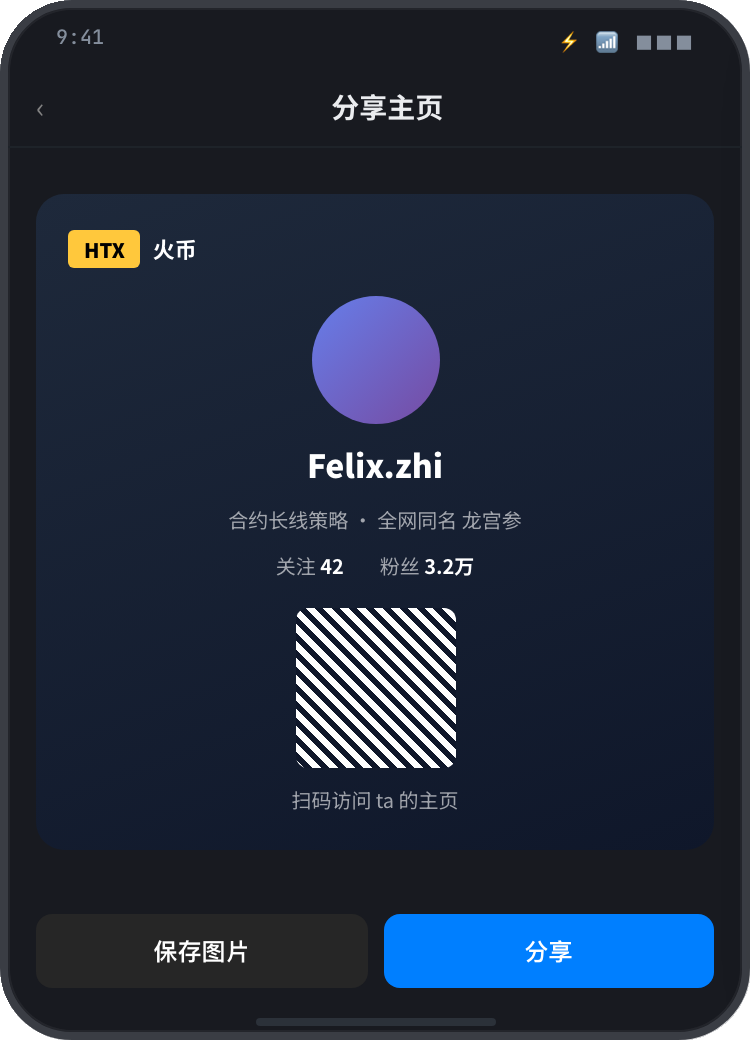 9:41
分享主页
HTX 火币
Felix.zhi
合约长线策略 · 全网同名 龙宫参
关注 42 粉丝 3.2万
扫码访问 ta 的主页
保存图片 分享